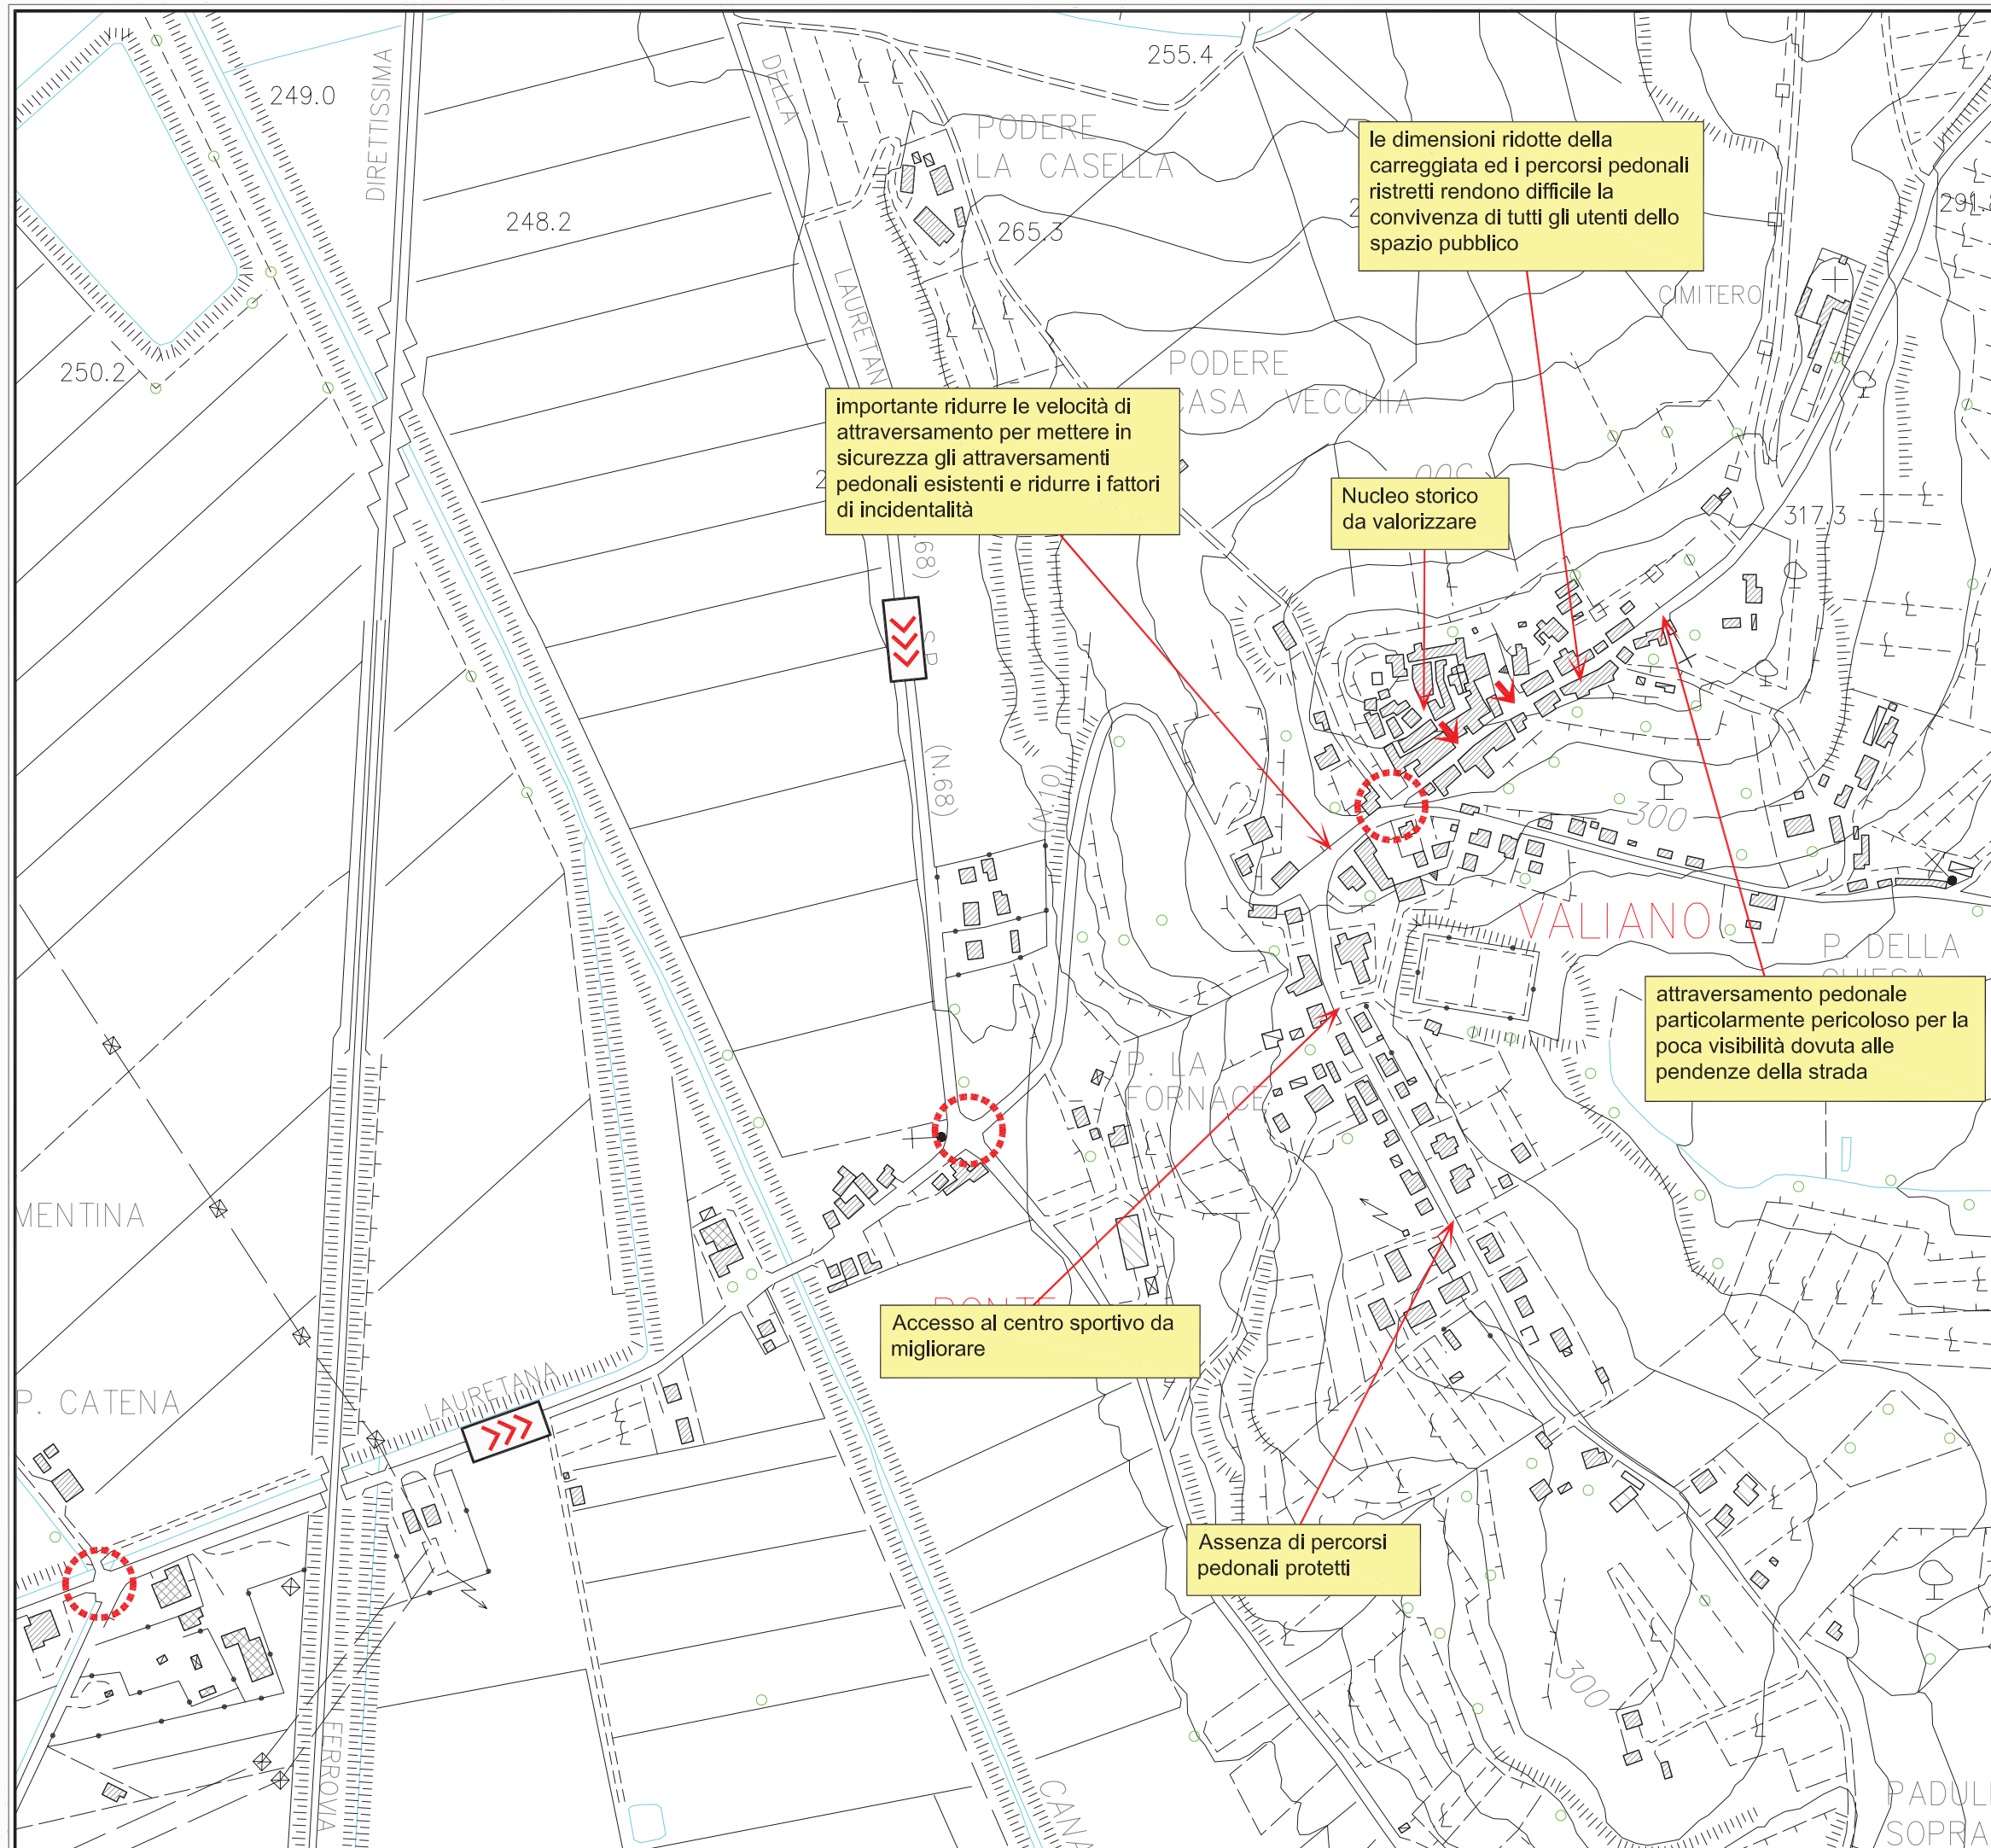 255.4
249.0
DIRETTISSIMA
DELLA
PODERE
LA CASELLA
le dimensioni ridotte della
carreggiata ed i percorsi pedonali
ristretti rendono difficile la
convivenza di tutti gli utenti dello
spazio pubblico
248.2
265.3
CIMITERO
250.2
PODERE
CASA VECCHIA
importante ridurre le velocità di
attraversamento per mettere in
sicurezza gli attraversamenti
pedonali esistenti e ridurre i fattori
di incidentalità
300
Nucleo storico
da valorizzare
317.3
(N.68)
(N.10)
300
VALIANO
P. DELLA
attraversamento pedonale
particolarmente pericoloso per la
poca visibilità dovuta alle
pendenze della strada
P. LA
FORNACE
Accesso al centro sportivo da
migliorare
LAURETANA
P. CATENA
Assenza di percorsi
pedonali protetti
300
FERROVIA
SOPRA